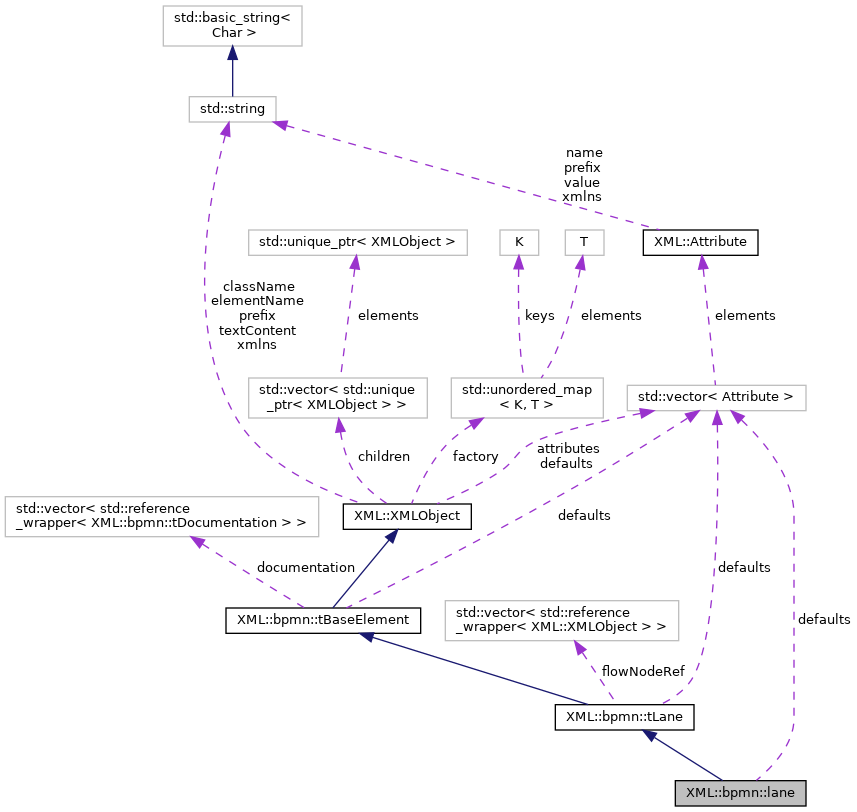 std::basic_string<
Char >
std::string
name
prefix
value
xmlns
std::unique_ptr< XMLObject >
K
T
XML::Attribute
className
elementName
prefix
textContent
xmlns
elements
keys
elements
elements
std::vector< std::unique
_ptr< XMLObject > >
std::unordered_map
< K, T >
std::vector< Attribute >
children
factory
attributes
defaults
std::vector< std::reference
_wrapper< XML::bpmn::tDocumentation > >
XML::XMLObject
defaults
documentation
defaults
XML::bpmn::tBaseElement
std::vector< std::reference
_wrapper< XML::XMLObject > >
defaults
flowNodeRef
XML::bpmn::tLane
XML::bpmn::lane